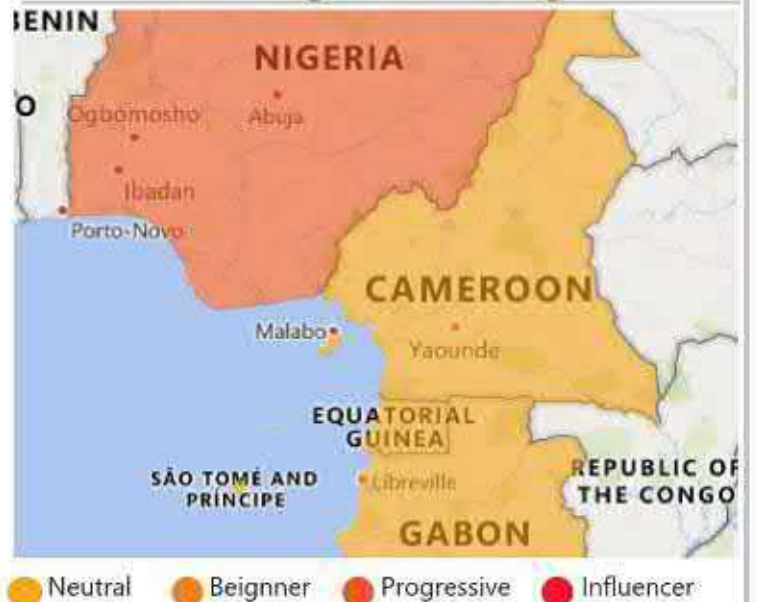 BENIN
NIGERIA
O
Ogbomosho
Abuja
Ibadan
Porto-Novo
CAMEROON
Malabo
Yaounde
EQUATORIAL
GUINEA
SÃO TOMÉ AND
PRÍNCIPE
Libreville
REPUBLIC OF
THE CONGO
GABON
Neutral Beignner Progressive Influencer